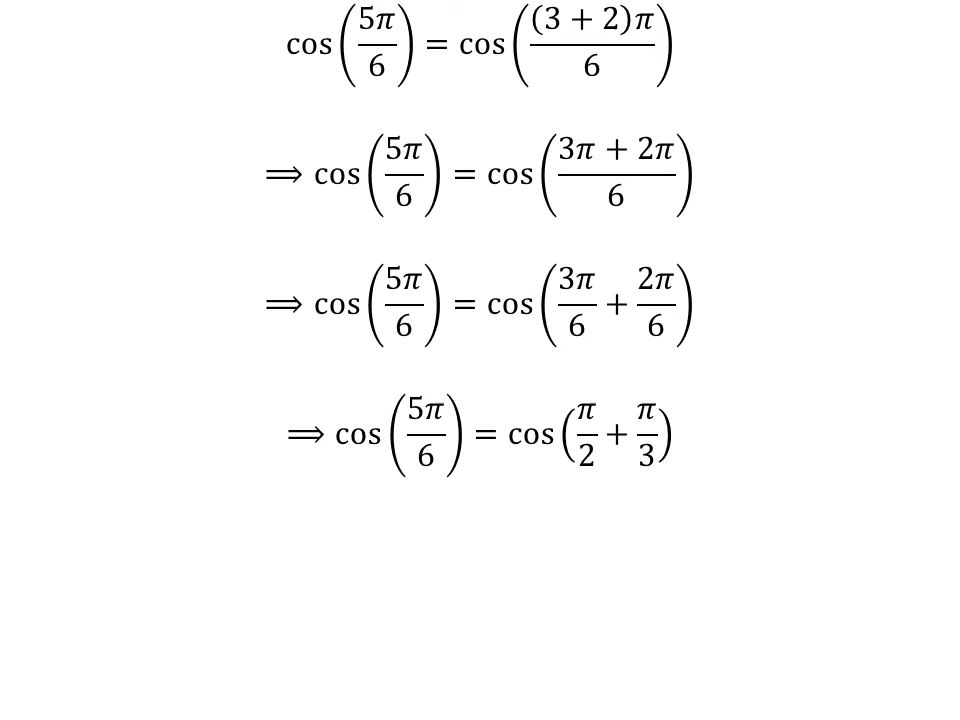 cos(5π/6) = cos((3 + 2)π/6)
⟹ cos(5π/6) = cos((3π + 2π)/6)
⟹ cos(5π/6) = cos(3π/6 + 2π/6)
⟹ cos(5π/6) = cos(π/2 + π/3)